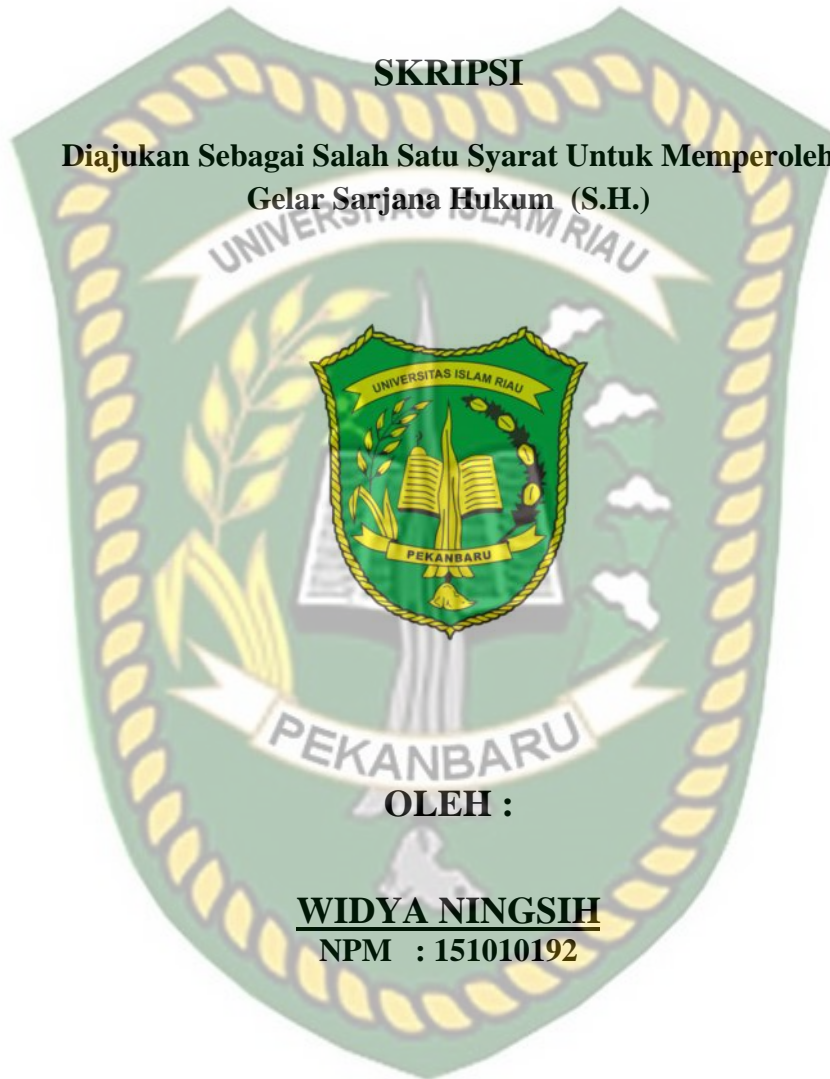 SKRIPSI
Diajukan Sebagai Salah Satu Syarat Untuk Memperoleh
Gelar Sarjana Hukum (S.H.)
UNIVERSITAS ISLAM RIAU
UNIVERSITAS ISLAM RIAU
PEKANBARU
PEKANBARU
OLEH :
WIDYA NINGSIH
NPM : 151010192